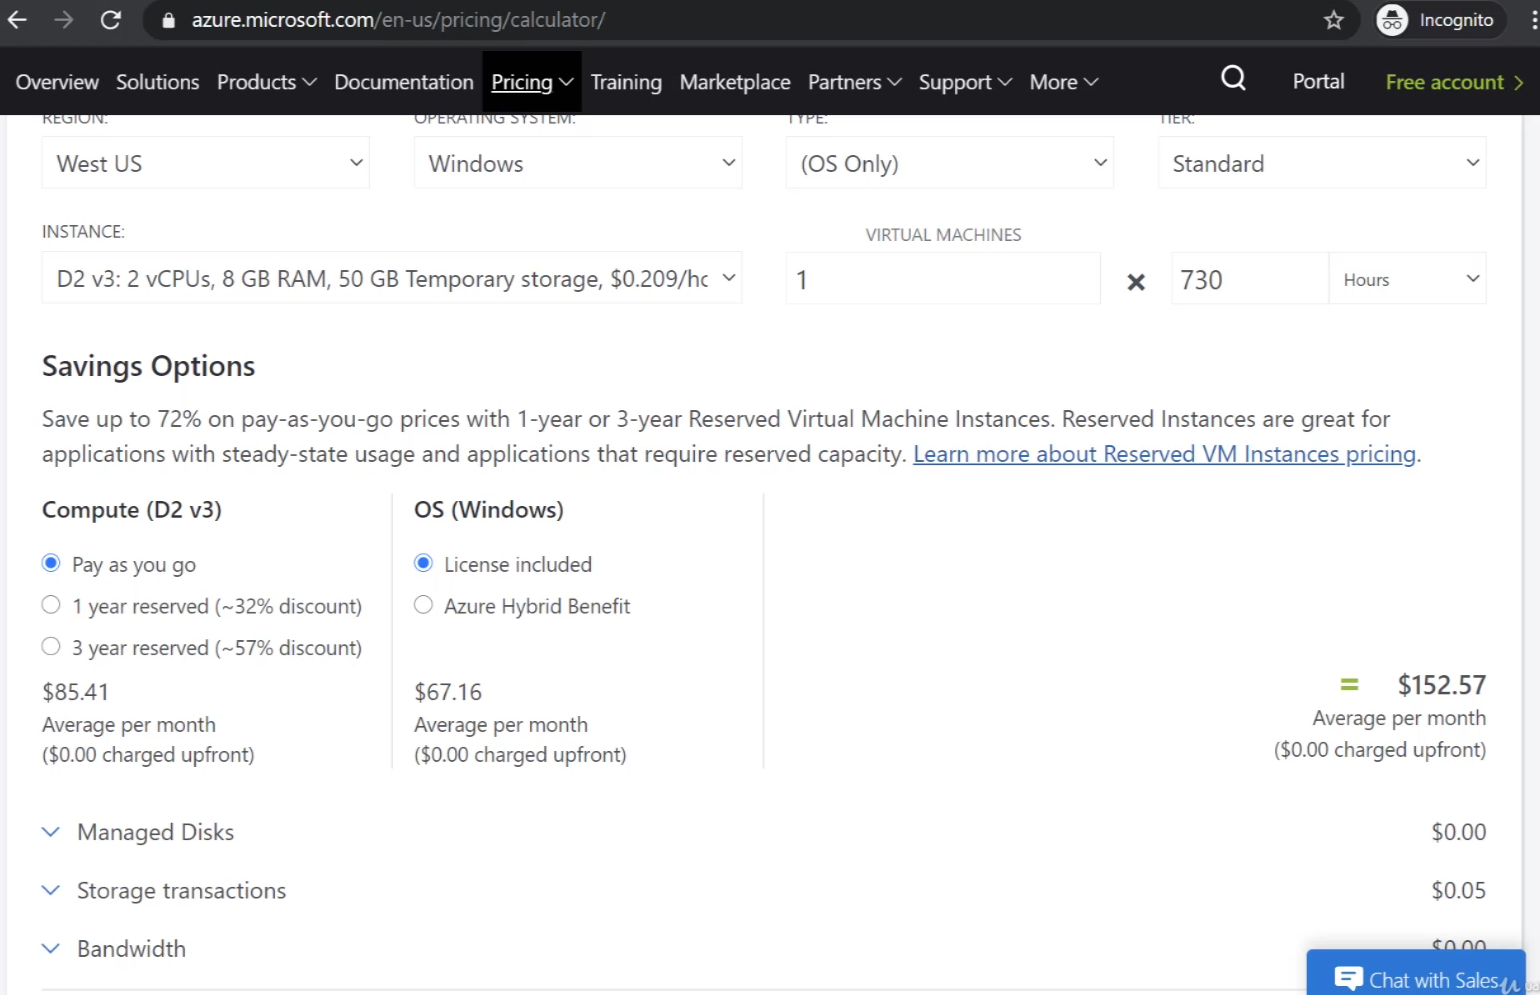 azure.microsoft.com/en-us/pricing/calculator/
Incognito
Overview Solutions Products Documentation Pricing Training Marketplace Partners Support More Portal Free account
REGION: OPERATING SYSTEM: TYPE: TIER:
West US Windows (OS Only) Standard
INSTANCE: VIRTUAL MACHINES
D2 v3: 2 vCPUs, 8 GB RAM, 50 GB Temporary storage, $0.209/hc 1 × 730 Hours
Savings Options
Save up to 72% on pay-as-you-go prices with 1-year or 3-year Reserved Virtual Machine Instances. Reserved Instances are great for
applications with steady-state usage and applications that require reserved capacity. Learn more about Reserved VM Instances pricing.
Compute (D2 v3)
Pay as you go
1 year reserved (~32% discount)
3 year reserved (~57% discount)
$85.41
Average per month
($0.00 charged upfront)
OS (Windows)
License included
Azure Hybrid Benefit
$67.16
Average per month
($0.00 charged upfront)
= $152.57
Average per month
($0.00 charged upfront)
Managed Disks $0.00
Storage transactions $0.05
Bandwidth $0.00
Chat with Sales